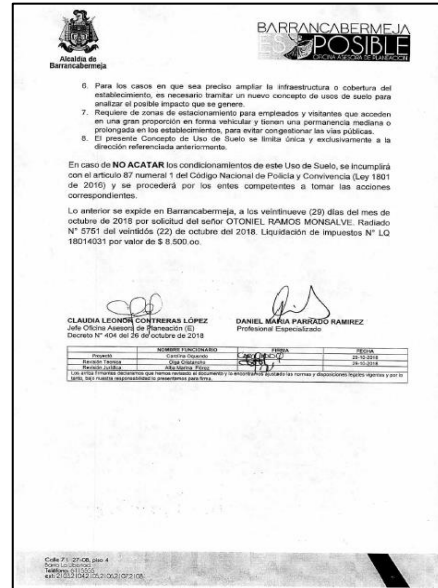 Alcaldía de
Barrancabermeja
BARRANCABERMEJA
ES POSIBLE
OFICINA ASESORA DE PLANEACIÓN
6. Para los casos en que sea preciso ampliar la infraestructura o cobertura del
establecimiento, es necesario tramitar un nuevo concepto de usos de suelo para
analizar el posible impacto que se genere.
7. Requiere de zonas de estacionamiento para empleados y visitantes que acceden
en una gran proporción en forma vehicular y tienen una permanencia mediana o
prolongada en los establecimientos, para evitar congestionar las vías públicas.
8. El presente Concepto de Uso de Suelo se limita única y exclusivamente a la
dirección referenciada anteriormente.
En caso de NO ACATAR los condicionamientos de este Uso de Suelo, se incumplirá
con el artículo 87 numeral 1 del Código Nacional de Policía y Convivencia (Ley 1801
de 2016) y se procederá por los entes competentes a tomar las acciones
correspondientes.
Lo anterior se expide en Barrancabermeja, a los veintinueve (29) días del mes de
octubre de 2018 por solicitud del señor OTONIEL RAMOS MONSALVE. Radiado
N° 5751 del veintidós (22) de octubre del 2018. Liquidación de impuestos N° LQ
18014031 por valor de $ 8.500.oo.
CLAUDIA LEONOR CONTRERAS LÓPEZ
Jefe Oficina Asesora de Planeación (E)
Decreto N° 404 del 26 de octubre de 2018
DANIEL MARIA PARRADO RAMIREZ
Profesional Especializado
NOMBRE FUNCIONARIO FIRMA FECHA
Proyectó Carolina Oquendo
Revisión Técnica Olga Cristancho
Revisión Jurídica Alba Marina Pérez
Los arriba firmantes declaramos que hemos revisado el documento y lo encontramos ajustado las normas y disposiciones legales vigentes y por lo
tanto, bajo nuestra responsabilidad lo presentamos para firma.